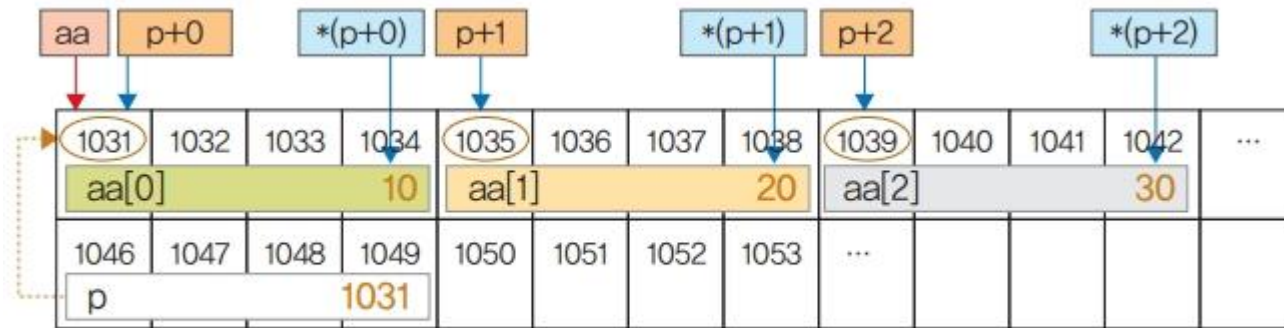 aa p+0 *(p+0) p+1 *(p+1) p+2 *(p+2)
1031 1032 1033 1034 1035 1036 1037 1038 1039 1040 1041 1042 ...
aa[0] 10 aa[1] 20 aa[2] 30
1046 1047 1048 1049 1050 1051 1052 1053 ...
p 1031